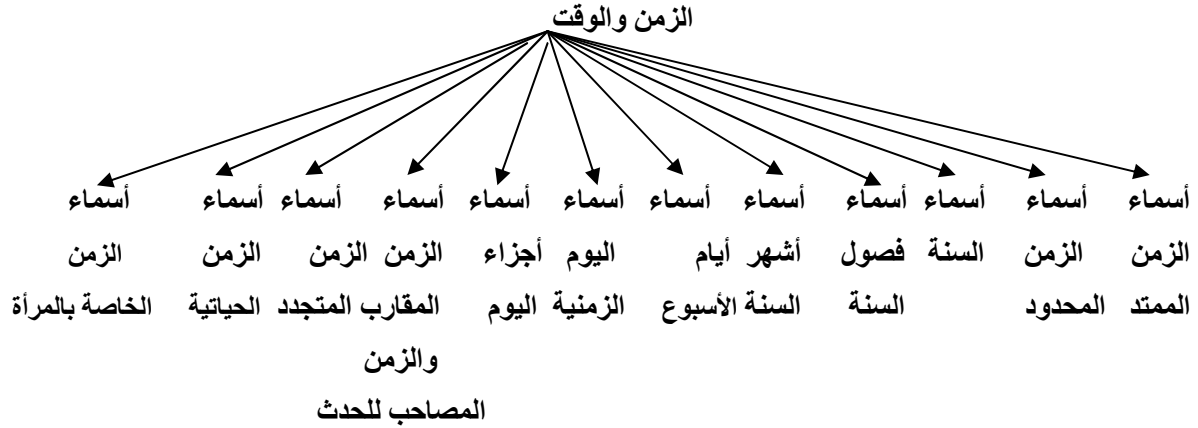 الزمن والوقت
أسماء أسماء أسماء أسماء أسماء أسماء أسماء أسماء أسماء أسماء أسماء أسماء
الزمن الزمن السنة فصول أشهر أيام اليوم أجزاء الزمن الزمن الزمن الزمن
الممتد المحدود السنة السنة الأسبوع الزمنية اليوم المقارب المتجدد الحياتية الخاصة بالمرأة
والزمن
المصاحب للحدث